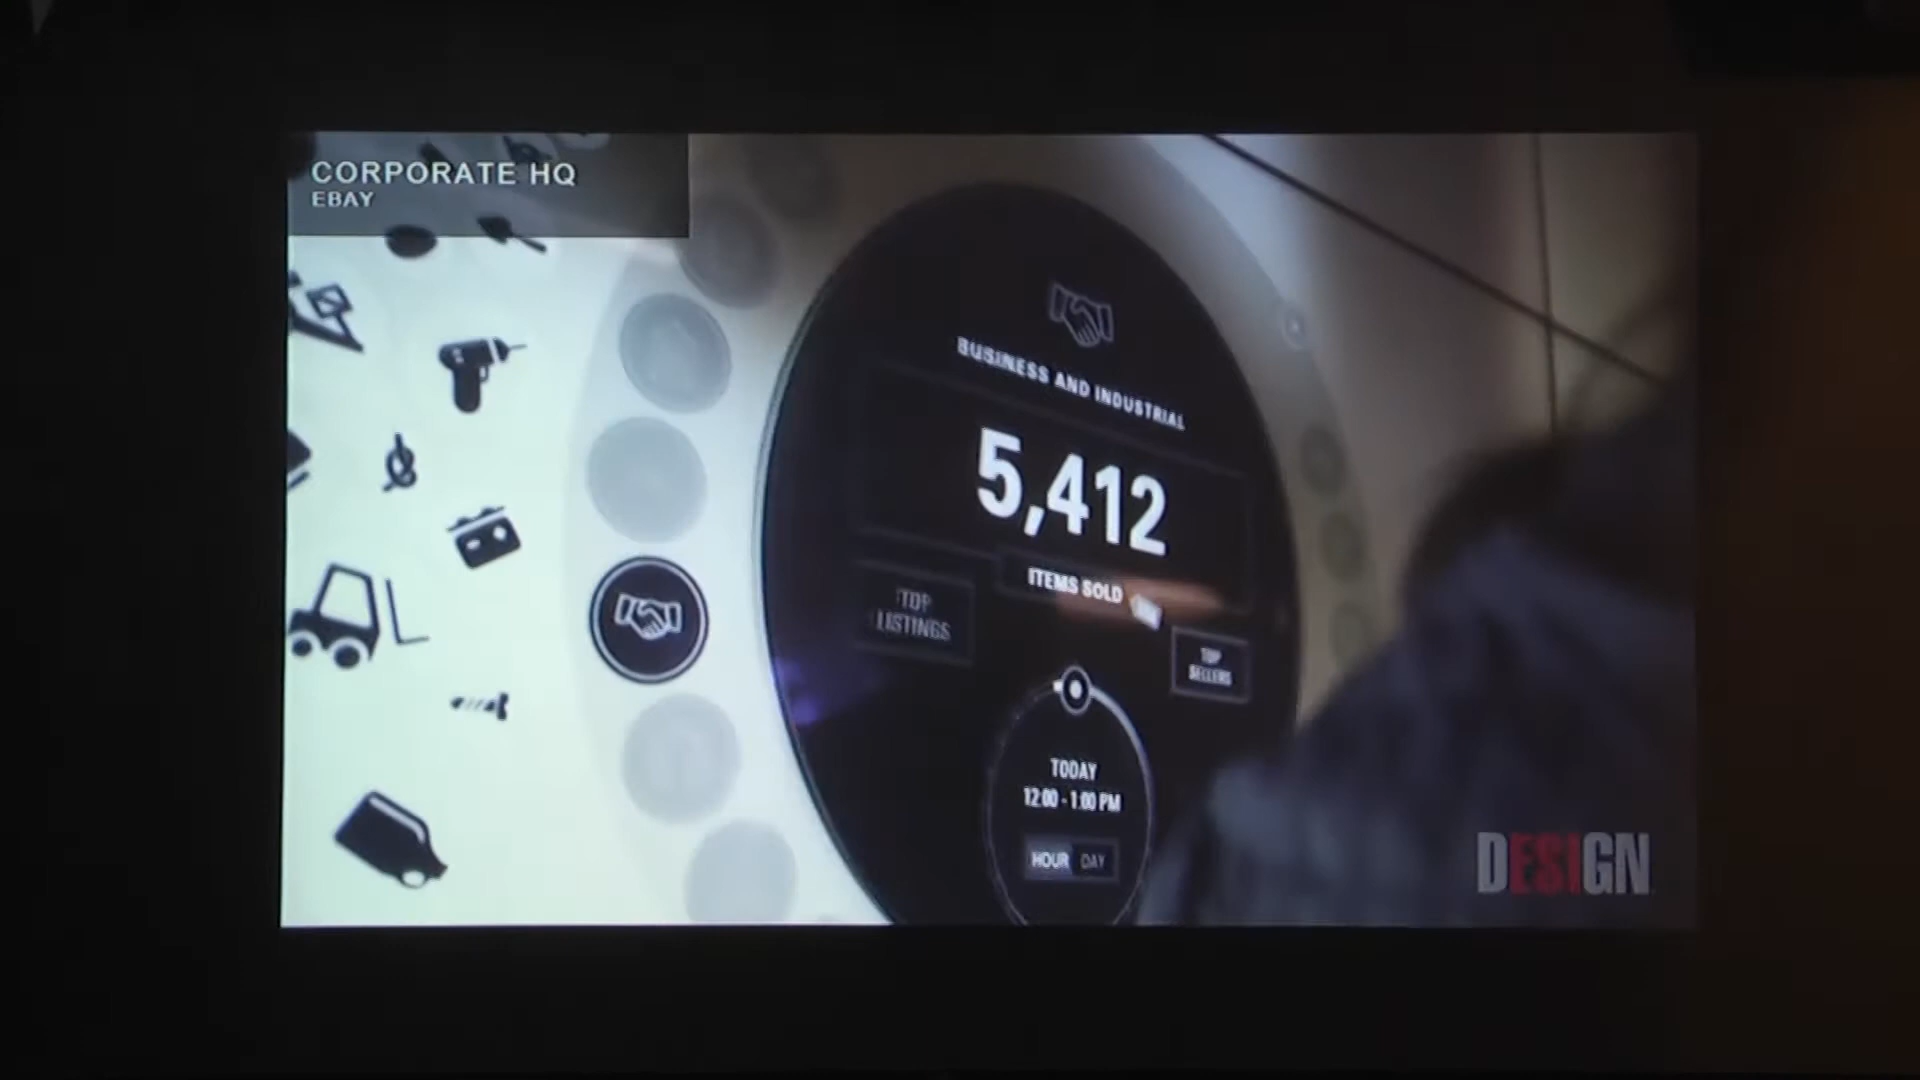 CORPORATE HQ
EBAY
BUSINESS AND INDUSTRIAL
5,412
ITEMS SOLD
TOP
LISTINGS
TOP
SELLERS
TODAY
12:00 - 1:00 PM
HOUR DAY
DESIGN